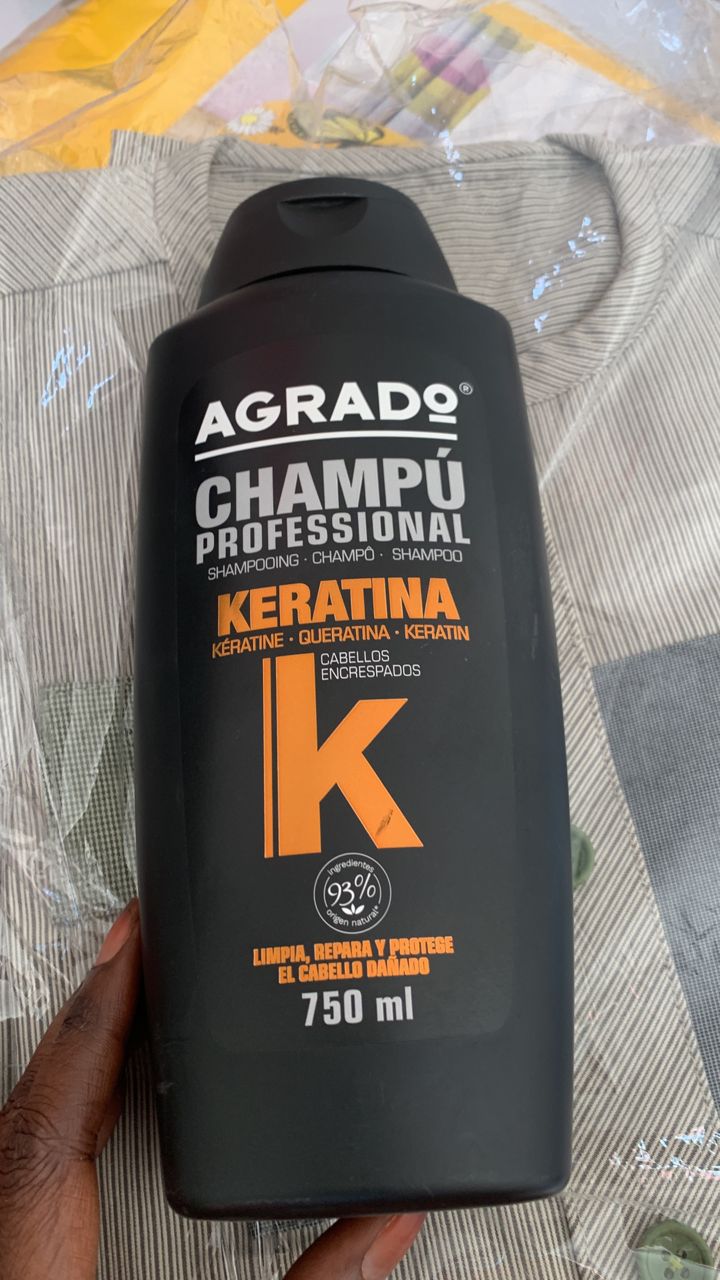 AGRADO®
CHAMPÚ
PROFESSIONAL
SHAMPOOING · CHAMPÔ · SHAMPOO
KERATINA
KÉRATINE · QUERATINA · KERATIN
CABELLOS
ENCRESPADOS
k
ingredientes
93%
origen natural*
LIMPIA, REPARA Y PROTEGE
EL CABELLO DAÑADO
750 ml